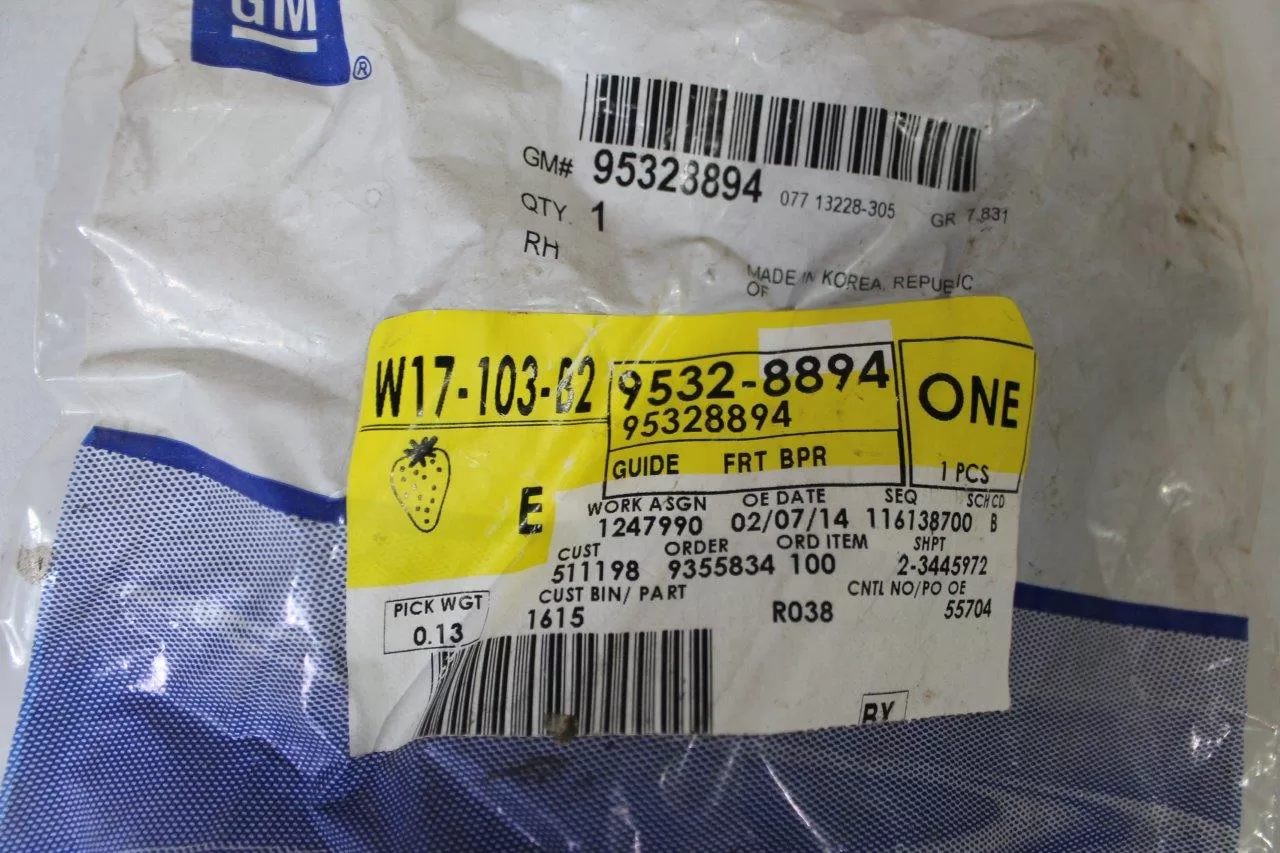 GM
®
GM# 95328894 077 13228-305 GR 7.831
QTY. 1
RH
MADE IN KOREA, REPUBLIC
OF
W17-103-B2
9532-8894
95328894
GUIDE FRT BPR
ONE
1 PCS
E
WORK ASGN OE DATE SEQ SCH CD
1247990 02/07/14 116138700 B
CUST ORDER ORD ITEM SHPT
511198 9355834 100 2-3445972
CUST BIN/ PART CNTL NO/PO OE
1615 R038 55704
PICK WGT
0.13
BY